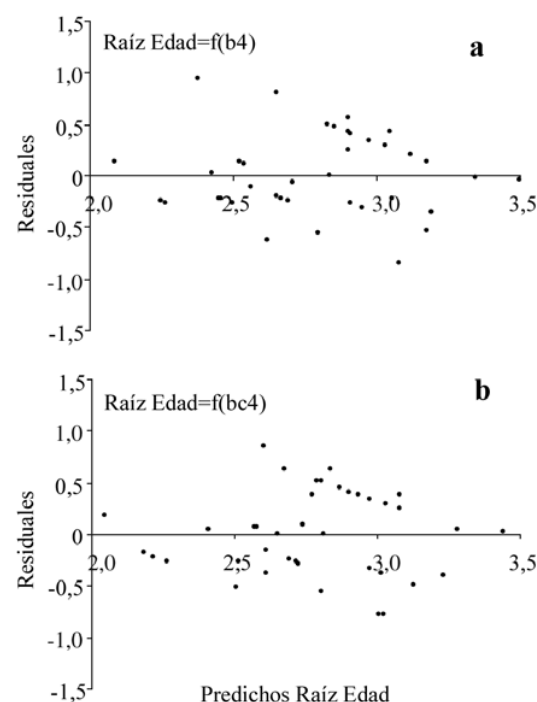 1,5
Raíz Edad=f(b4)
a
1,0
0,5
0
2,0 2,5 3,0 3,5
-0,5
-1,0
-1,5
Residuales
1,5
Raíz Edad=f(bc4)
b
1,0
0,5
0
2,0 2,5 3,0 3,5
-0,5
-1,0
-1,5
Residuales
Predichos Raíz Edad